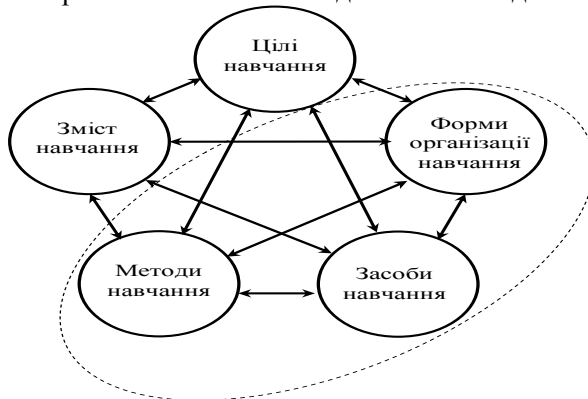 Цілі
навчання
Зміст
навчання
Форми
організації
навчання
Методи
навчання
Засоби
навчання